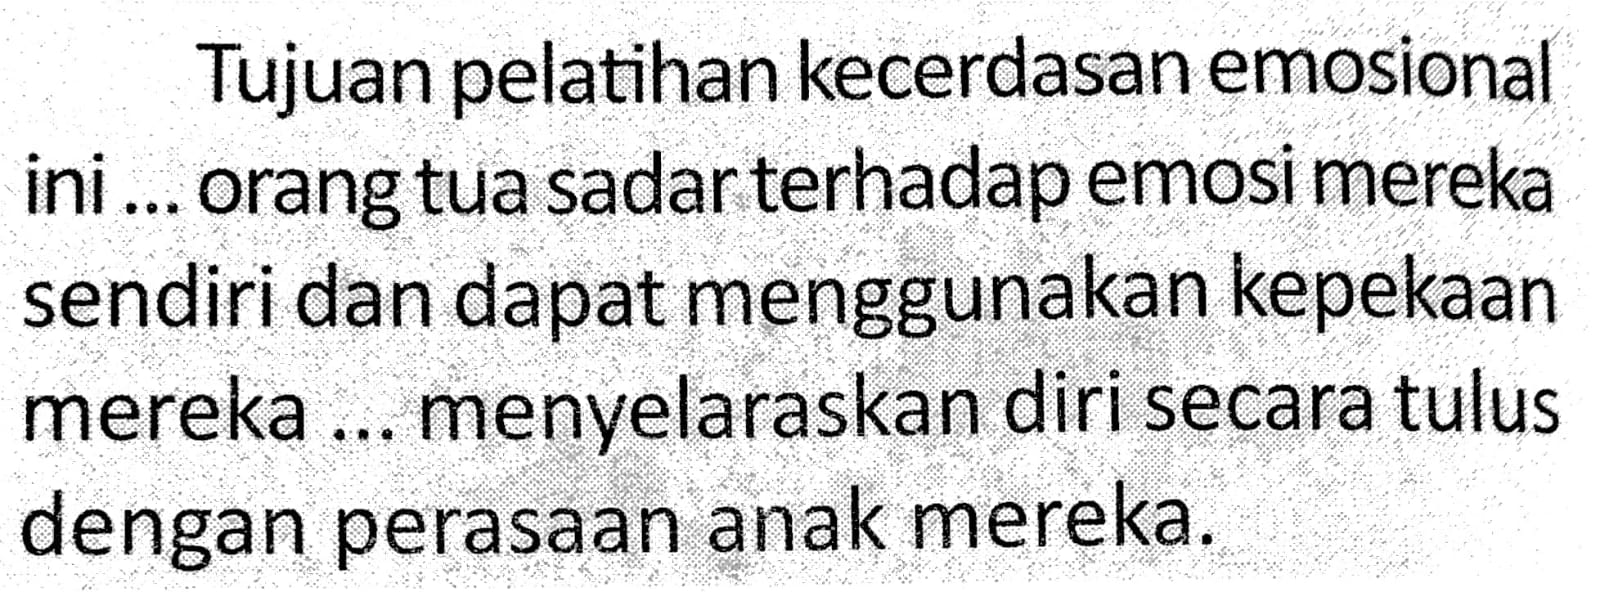 Tujuan pelatihan kecerdasan emosional
ini ... orang tua sadar terhadap emosi mereka
sendiri dan dapat menggunakan kepekaan
mereka ... menyelaraskan diri secara tulus
dengan perasaan anak mereka.